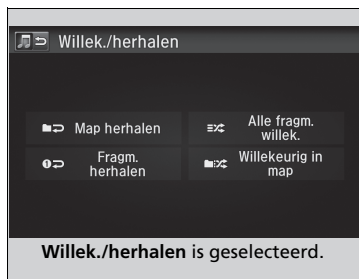 Willek./herhalen
Map herhalen
Alle fragm.
willek.
Fragm.
herhalen
Willekeurig in
map
Willek./herhalen is geselecteerd.